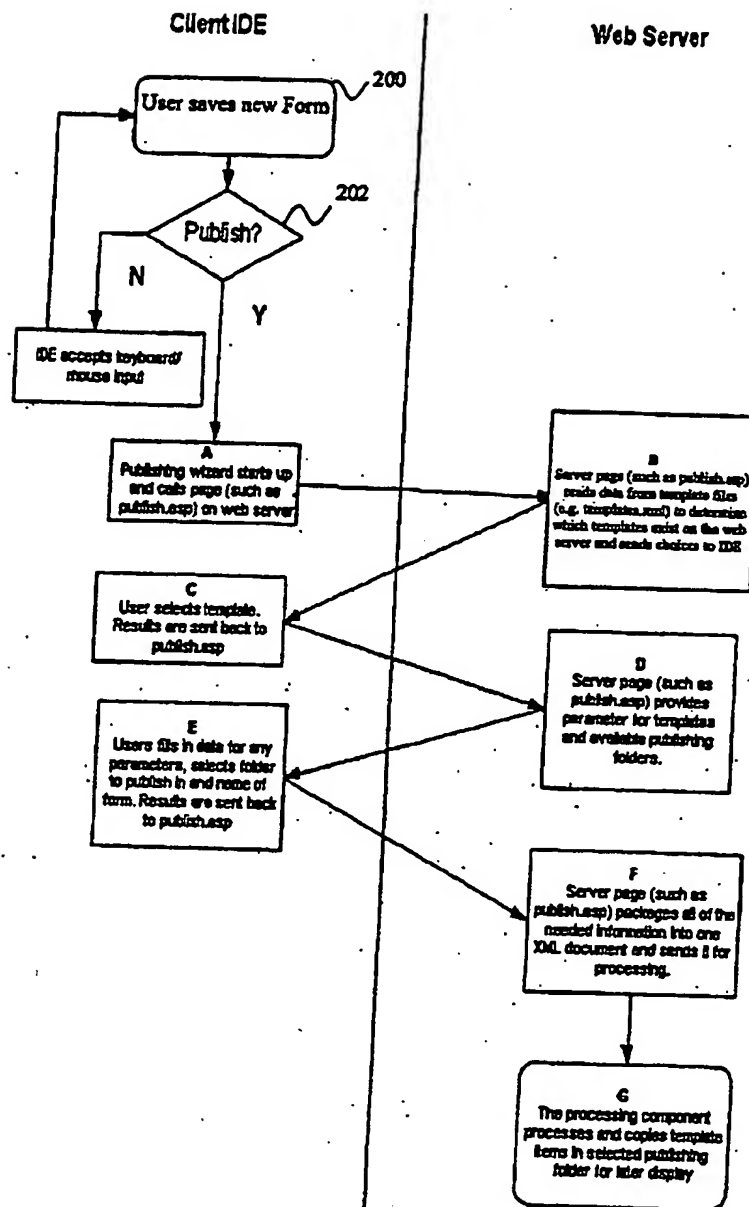 Client IDE
Web Server
200
User saves new Form
202
Publish?
N
Y
IDE accepts keyboard/
mouse input
A
Publishing wizard starts up
and calls page (such as
publish.asp) on web server
B
Server page (such as publish.asp)
reads data from template files
(e.g. templates.xml) to determine
which templates exist on the web
server and sends choices to IDE
C
User selects template.
Results are sent back to
publish.asp
D
Server page (such as
publish.asp) provides
parameter for templates
and available publishing
folders.
E
Users fills in data for any
parameters, selects folder
to publish in and name of
form. Results are sent back
to publish.asp
F
Server page (such as
publish.asp) packages all of the
needed information into one
XML document and sends it for
processing.
G
The processing component
processes and copies template
items in selected publishing
folder for later display